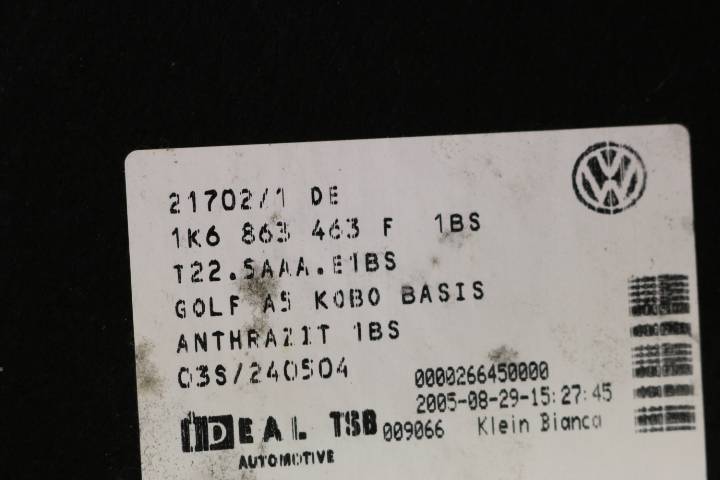 21702/1 DE
1K6 863 463 F 1BS
T22.5AAA.E1BS
GOLF A5 KOBO BASIS
ANTHRAZIT 1BS
03S/240504
0000266450000
2005-08-29-15:27:45
IDEAL TSB 009066 Klein Bianca
AUTOMOTIVE